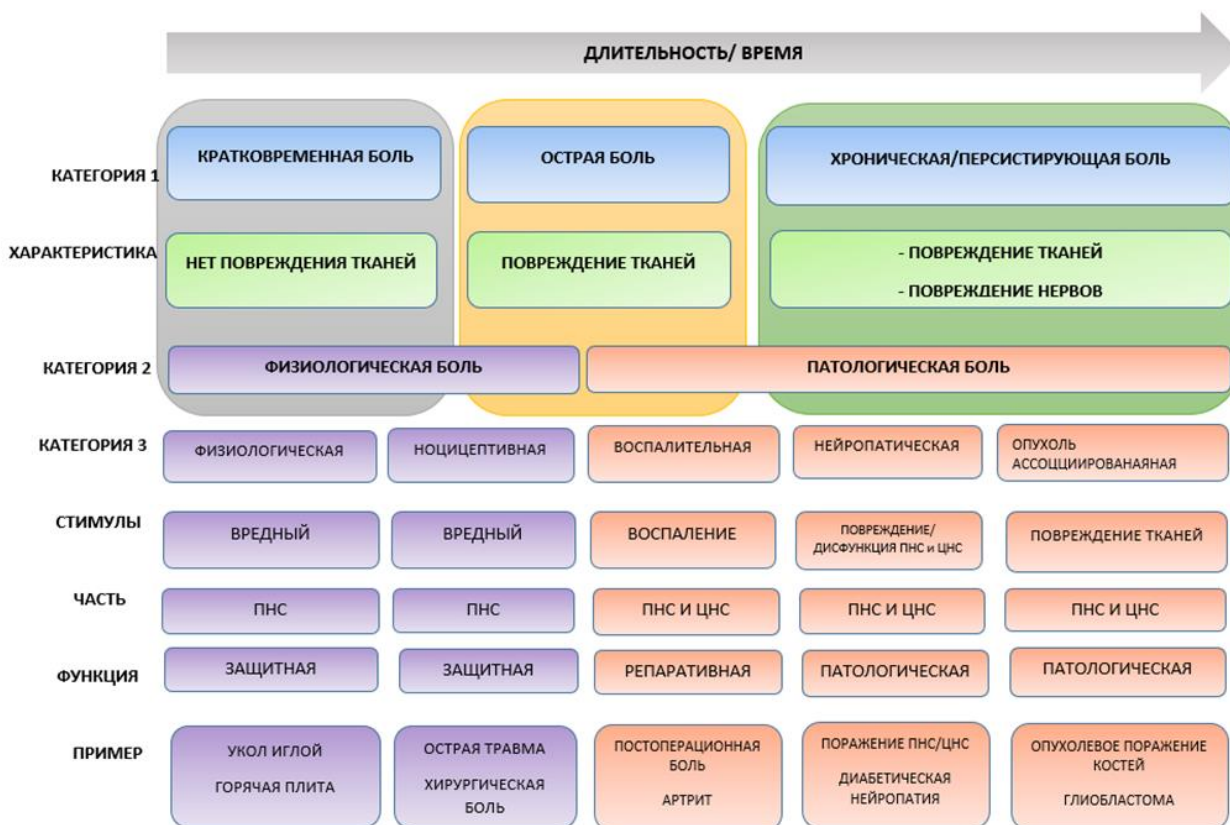 ДЛИТЕЛЬНОСТЬ/ ВРЕМЯ
КАТЕГОРИЯ 1
КРАТКОВРЕМЕННАЯ БОЛЬ
ОСТРАЯ БОЛЬ
ХРОНИЧЕСКАЯ/ПЕРСИСТИРУЮЩАЯ БОЛЬ
ХАРАКТЕРИСТИКА
НЕТ ПОВРЕЖДЕНИЯ ТКАНЕЙ
ПОВРЕЖДЕНИЕ ТКАНЕЙ
- ПОВРЕЖДЕНИЕ ТКАНЕЙ
- ПОВРЕЖДЕНИЕ НЕРВОВ
КАТЕГОРИЯ 2
ФИЗИОЛОГИЧЕСКАЯ БОЛЬ
ПАТОЛОГИЧЕСКАЯ БОЛЬ
КАТЕГОРИЯ 3
ФИЗИОЛОГИЧЕСКАЯ
НОЦИЦЕПТИВНАЯ
ВОСПАЛИТЕЛЬНАЯ
НЕЙРОПАТИЧЕСКАЯ
ОПУХОЛЬ
АССОЦЦИИРОВАНАЯНАЯ
СТИМУЛЫ
ВРЕДНЫЙ
ВРЕДНЫЙ
ВОСПАЛЕНИЕ
ПОВРЕЖДЕНИЕ/
ДИСФУНКЦИЯ ПНС и ЦНС
ПОВРЕЖДЕНИЕ ТКАНЕЙ
ЧАСТЬ
ПНС
ПНС
ПНС И ЦНС
ПНС И ЦНС
ПНС И ЦНС
ФУНКЦИЯ
ЗАЩИТНАЯ
ЗАЩИТНАЯ
РЕПАРАТИВНАЯ
ПАТОЛОГИЧЕСКАЯ
ПАТОЛОГИЧЕСКАЯ
ПРИМЕР
УКОЛ ИГЛОЙ
ГОРЯЧАЯ ПЛИТА
ОСТРАЯ ТРАВМА
ХИРУРГИЧЕСКАЯ
БОЛЬ
ПОСТОПЕРАЦИОННАЯ
БОЛЬ
АРТРИТ
ПОРАЖЕНИЕ ПНС/ЦНС
ДИАБЕТИЧЕСКАЯ
НЕЙРОПАТИЯ
ОПУХОЛЕВОЕ ПОРАЖЕНИЕ
КОСТЕЙ
ГЛИОБЛАСТОМА